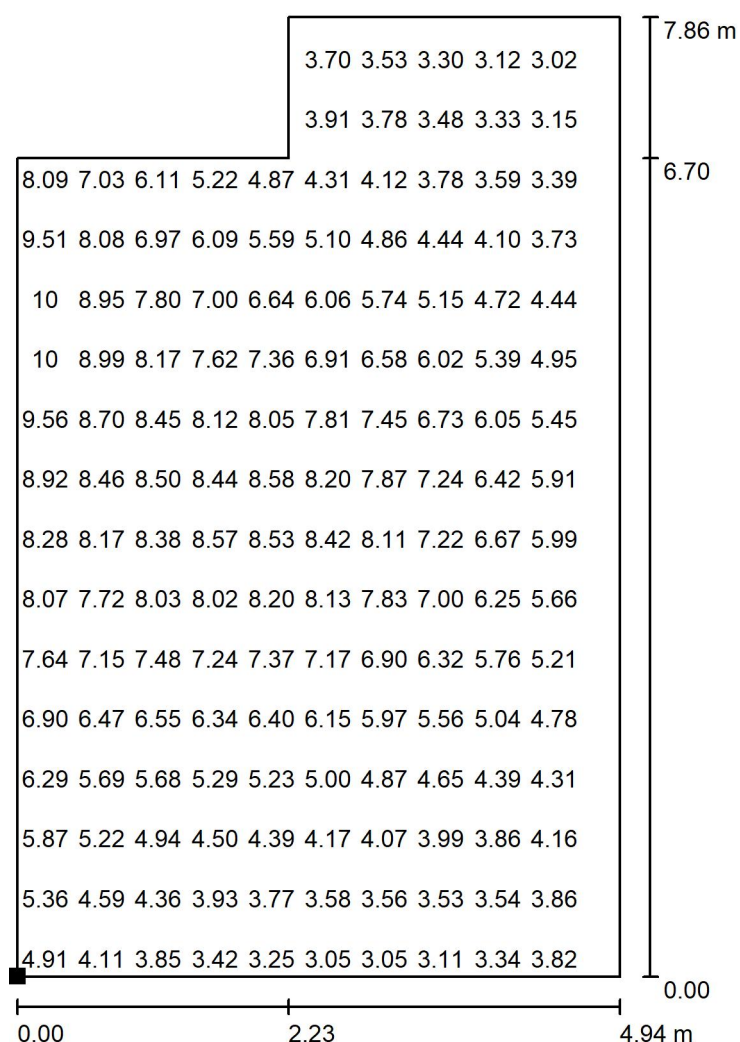 7.86 m
3.70 3.53 3.30 3.12 3.02
3.91 3.78 3.48 3.33 3.15
8.09 7.03 6.11 5.22 4.87 4.31 4.12 3.78 3.59 3.39 6.70
9.51 8.08 6.97 6.09 5.59 5.10 4.86 4.44 4.10 3.73
10 8.95 7.80 7.00 6.64 6.06 5.74 5.15 4.72 4.44
10 8.99 8.17 7.62 7.36 6.91 6.58 6.02 5.39 4.95
9.56 8.70 8.45 8.12 8.05 7.81 7.45 6.73 6.05 5.45
8.92 8.46 8.50 8.44 8.58 8.20 7.87 7.24 6.42 5.91
8.28 8.17 8.38 8.57 8.53 8.42 8.11 7.22 6.67 5.99
8.07 7.72 8.03 8.02 8.20 8.13 7.83 7.00 6.25 5.66
7.64 7.15 7.48 7.24 7.37 7.17 6.90 6.32 5.76 5.21
6.90 6.47 6.55 6.34 6.40 6.15 5.97 5.56 5.04 4.78
6.29 5.69 5.68 5.29 5.23 5.00 4.87 4.65 4.39 4.31
5.87 5.22 4.94 4.50 4.39 4.17 4.07 3.99 3.86 4.16
5.36 4.59 4.36 3.93 3.77 3.58 3.56 3.53 3.54 3.86
4.91 4.11 3.85 3.42 3.25 3.05 3.05 3.11 3.34 3.82
0.00
0.00 2.23 4.94 m